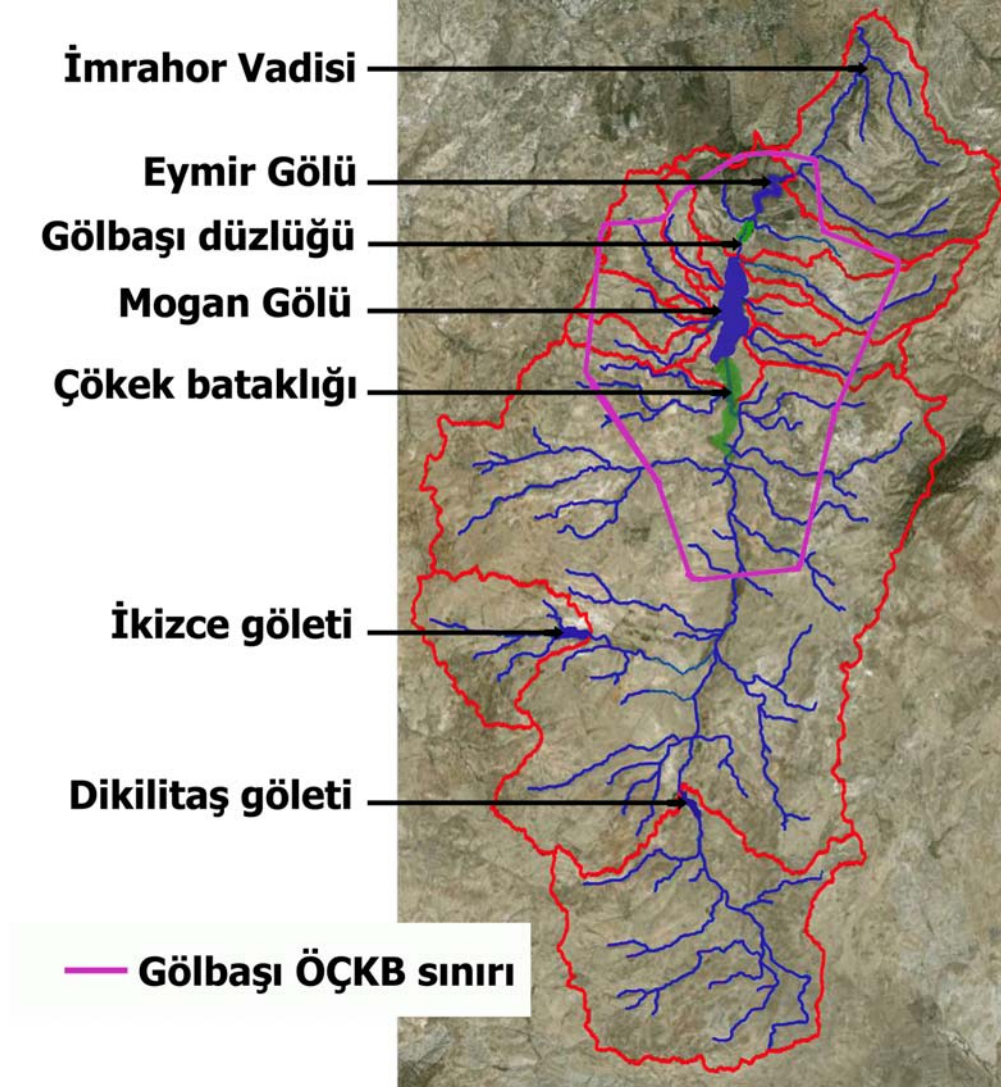 İmrahor Vadisi
Eymir Gölü
Gölbaşı düzlüğü
Mogan Gölü
Çökek bataklığı
İkizce göleti
Dikilitaş göleti
Gölbaşı ÖÇKB sınırı